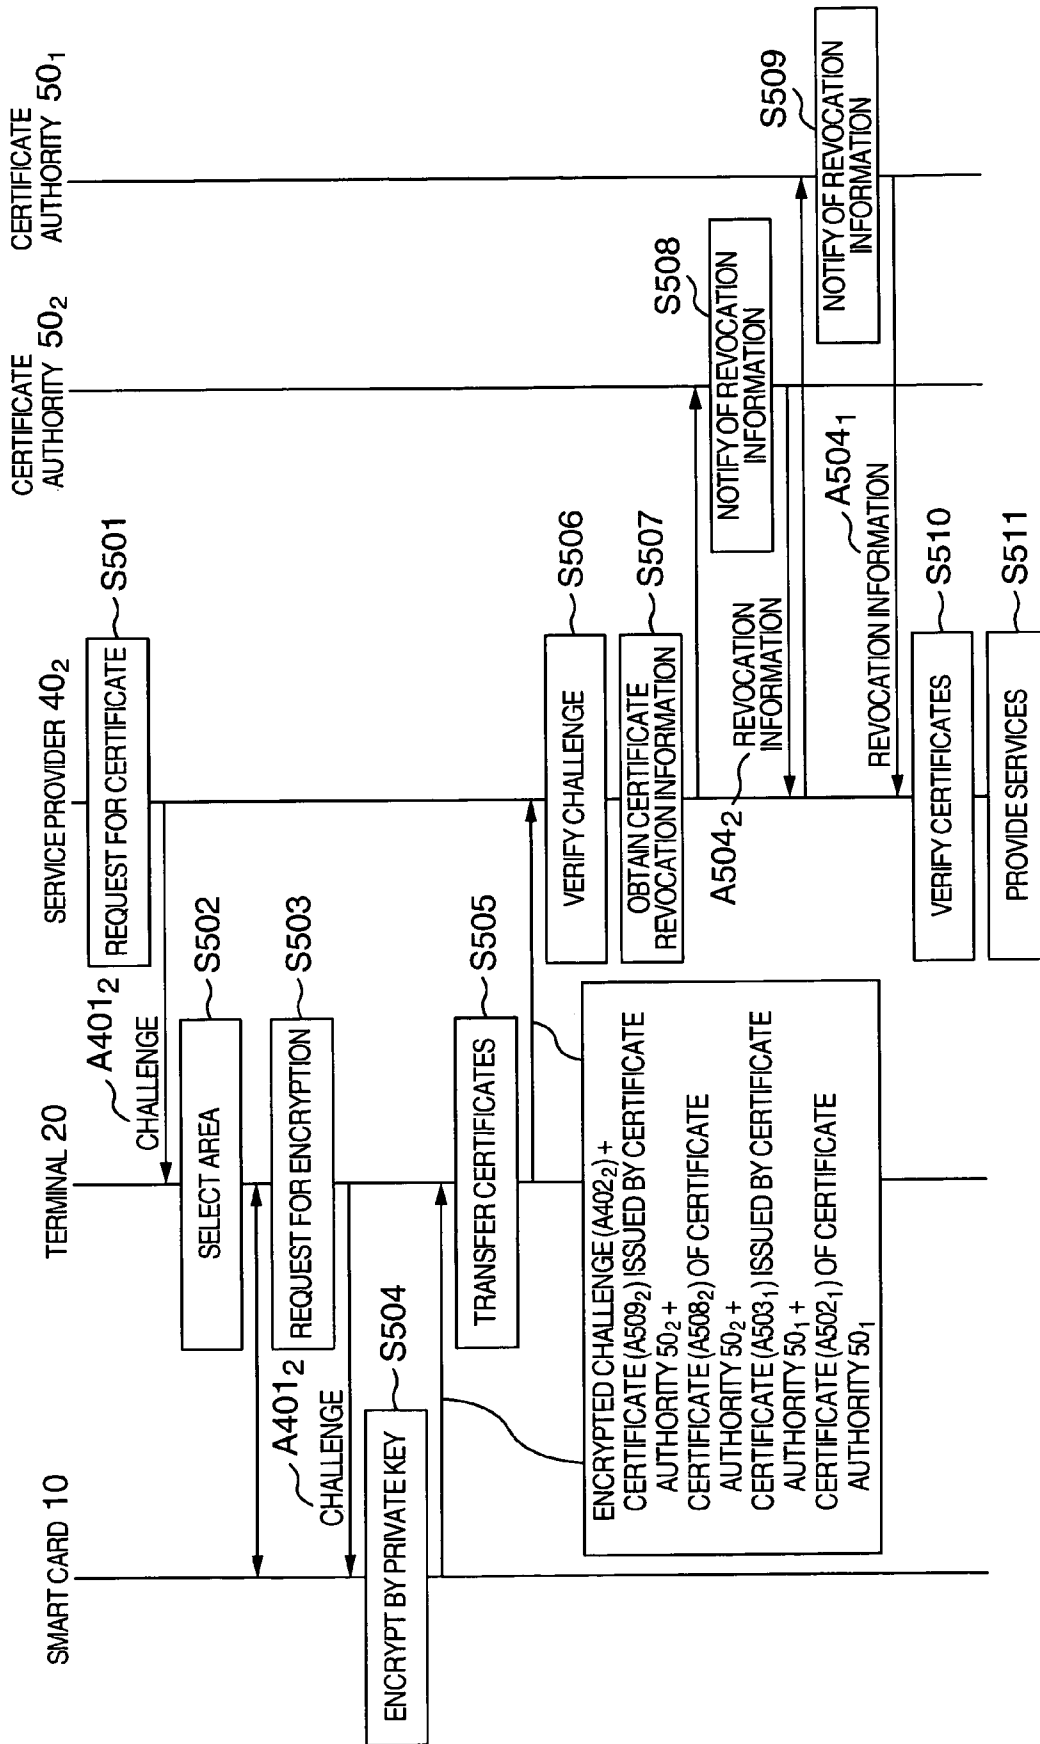 SMART CARD 10
TERMINAL 20
SERVICE PROVIDER 40₂
CERTIFICATE
AUTHORITY 50₂
CERTIFICATE
AUTHORITY 50₁
REQUEST FOR CERTIFICATE
S501
A401₂
CHALLENGE
SELECT AREA
S502
REQUEST FOR ENCRYPTION
S503
A401₂
CHALLENGE
ENCRYPT BY PRIVATE KEY
S504
TRANSFER CERTIFICATES
S505
ENCRYPTED CHALLENGE (A402₂) +
CERTIFICATE (A509₂) ISSUED BY CERTIFICATE
AUTHORITY 50₂ +
CERTIFICATE (A508₂) OF CERTIFICATE
AUTHORITY 50₂ +
CERTIFICATE (A503₁) ISSUED BY CERTIFICATE
AUTHORITY 50₁ +
CERTIFICATE (A502₁) OF CERTIFICATE
AUTHORITY 50₁
VERIFY CHALLENGE
S506
OBTAIN CERTIFICATE
REVOCATION INFORMATION
S507
NOTIFY OF REVOCATION
INFORMATION
S508
A504₂
REVOCATION
INFORMATION
NOTIFY OF REVOCATION
INFORMATION
S509
A504₁
REVOCATION INFORMATION
VERIFY CERTIFICATES
S510
PROVIDE SERVICES
S511